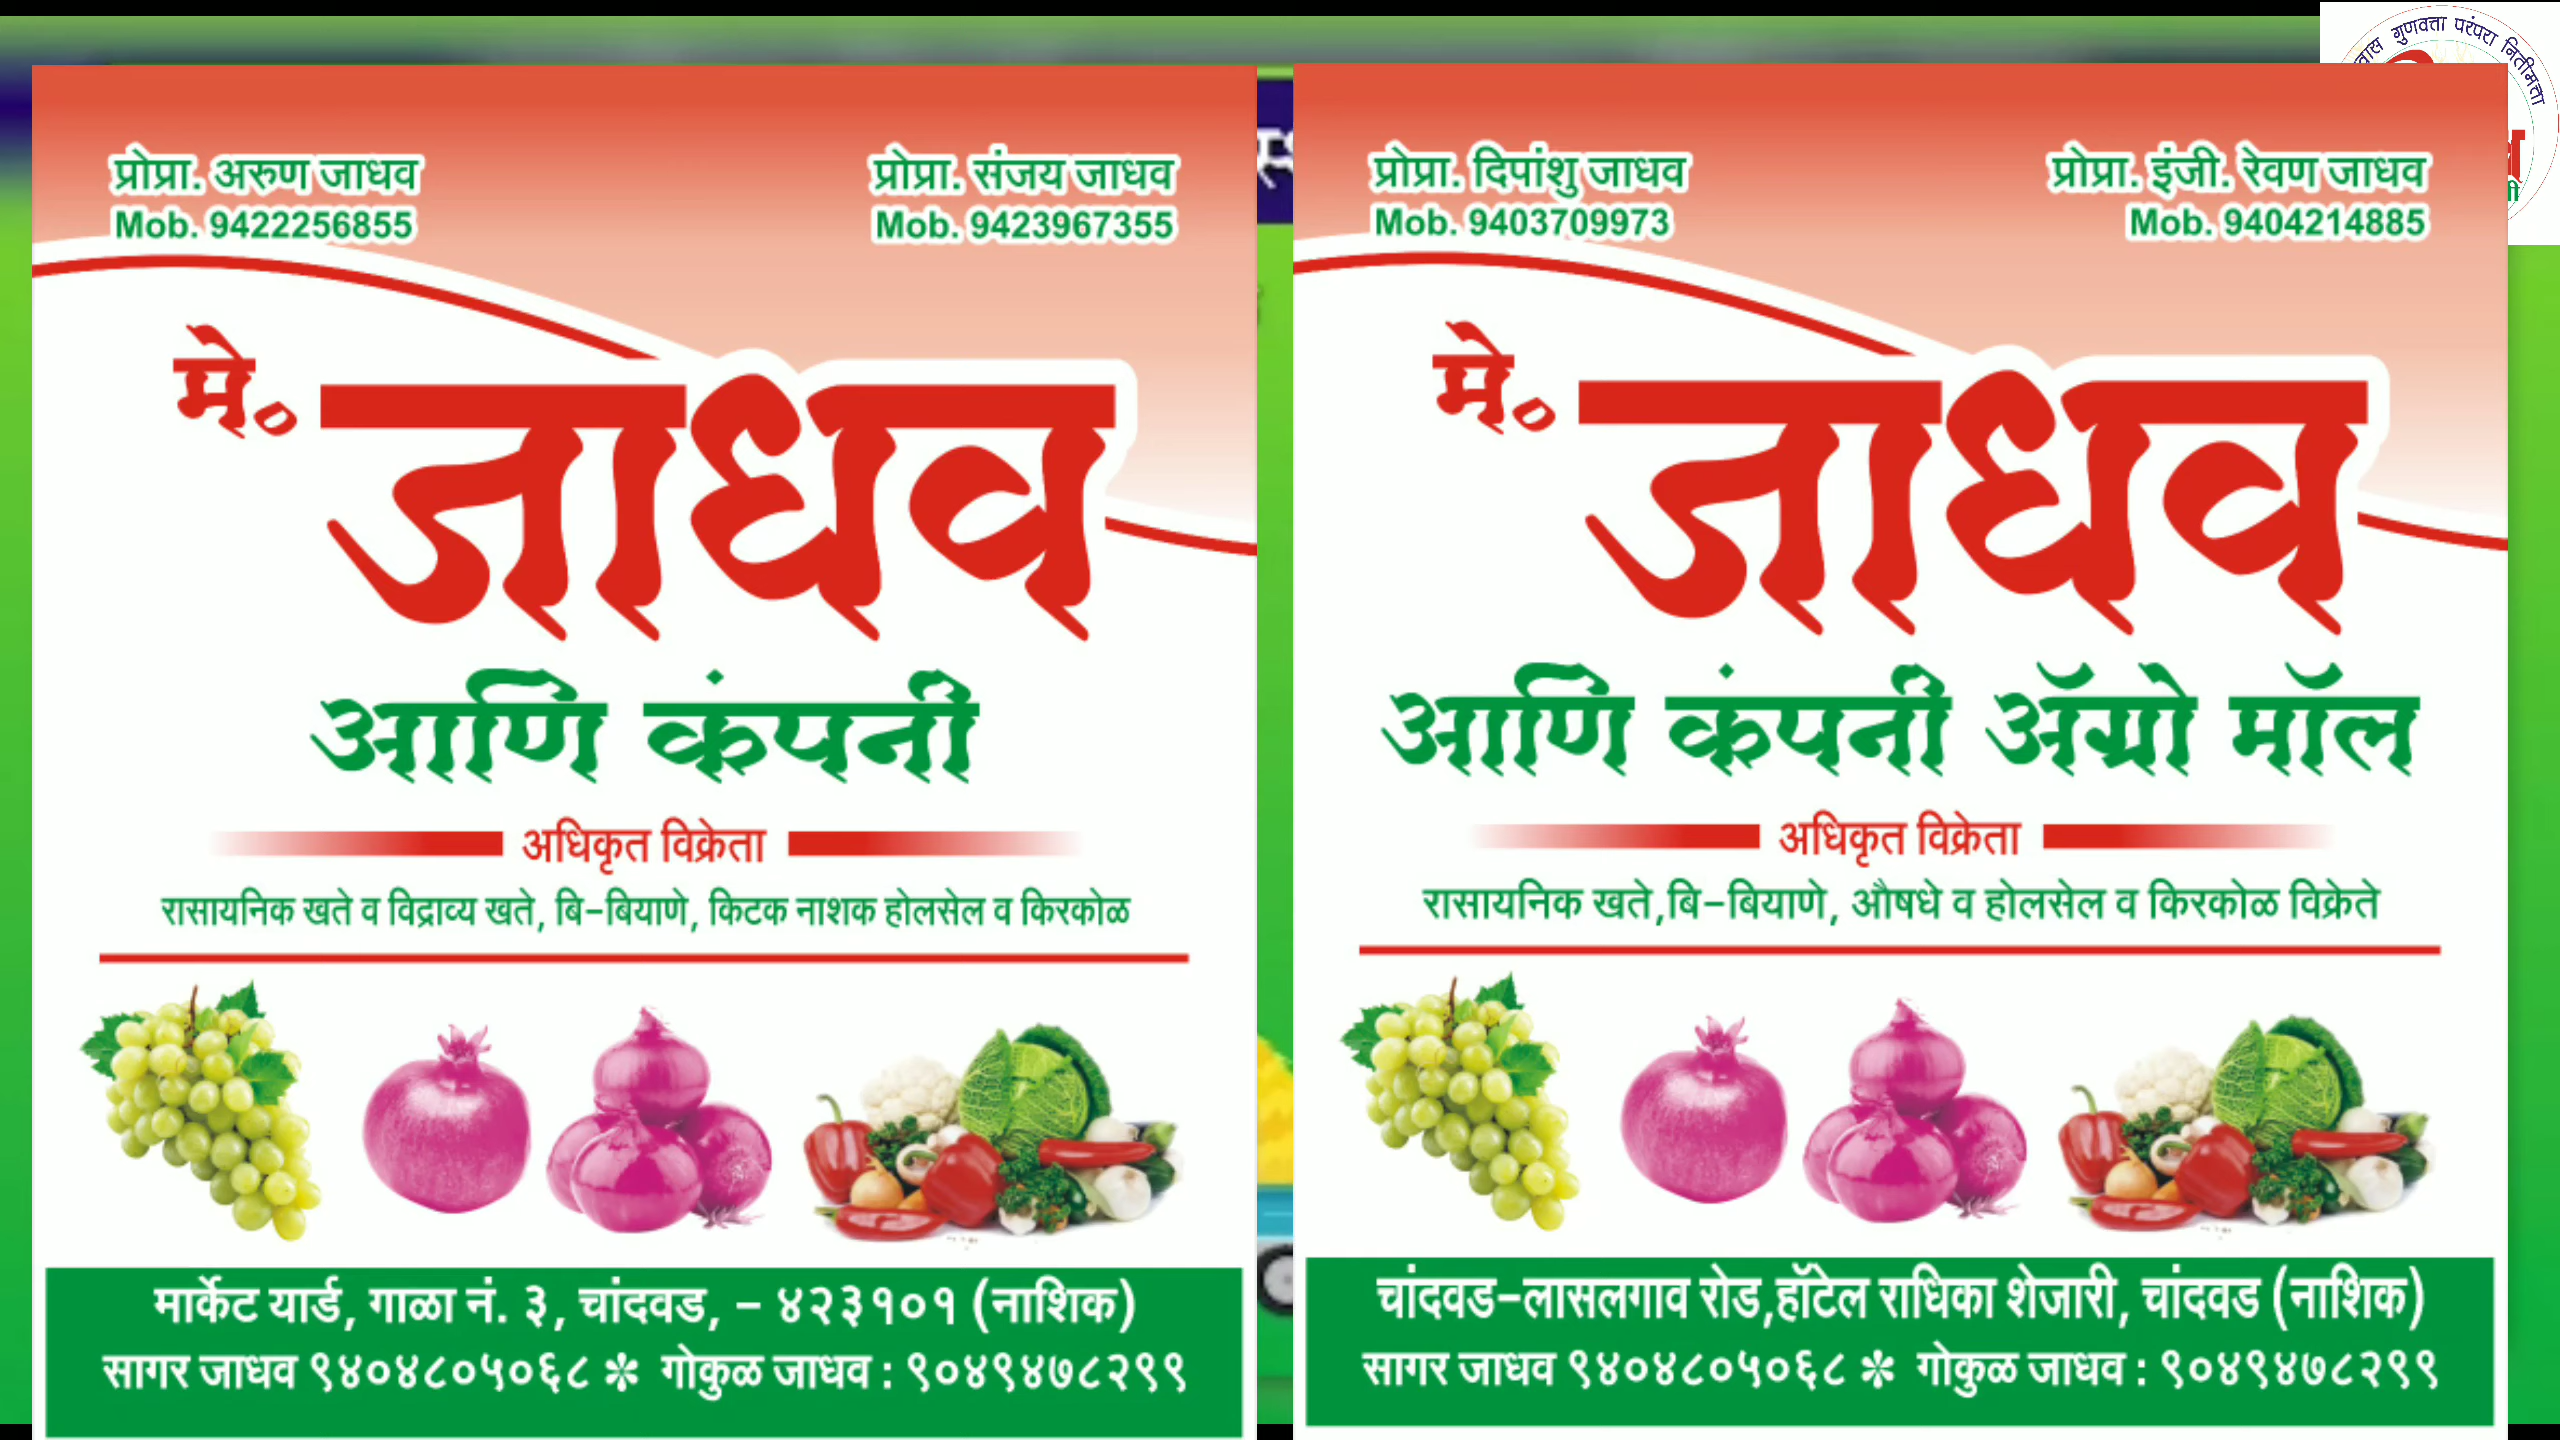 प्रोप्रा. अरुण जाधव
Mob. 9422256855
प्रोप्रा. संजय जाधव
Mob. 9423967355
मे० जाधव
आणि कंपनी
अधिकृत विक्रेता
रासायनिक खते व विद्राव्य खते, बि-बियाणे, किटक नाशक होलसेल व किरकोळ
मार्केट यार्ड, गाळा नं. ३, चांदवड, - ४२३१०१ (नाशिक)
सागर जाधव ९४०४८०५०६८ ✻ गोकुळ जाधव : ९०४९४७८२९९
प्रोप्रा. दिपांशु जाधव
Mob. 9403709973
प्रोप्रा. इंजी. रेवण जाधव
Mob. 9404214885
मे० जाधव
आणि कंपनी ॲग्रो मॉल
अधिकृत विक्रेता
रासायनिक खते,बि-बियाणे, औषधे व होलसेल व किरकोळ विक्रेते
चांदवड-लासलगाव रोड,हॉटेल राधिका शेजारी, चांदवड (नाशिक)
सागर जाधव ९४०४८०५०६८ ✻ गोकुळ जाधव : ९०४९४७८२९९
गुणवत्ता परंपरा नितीमत्ता